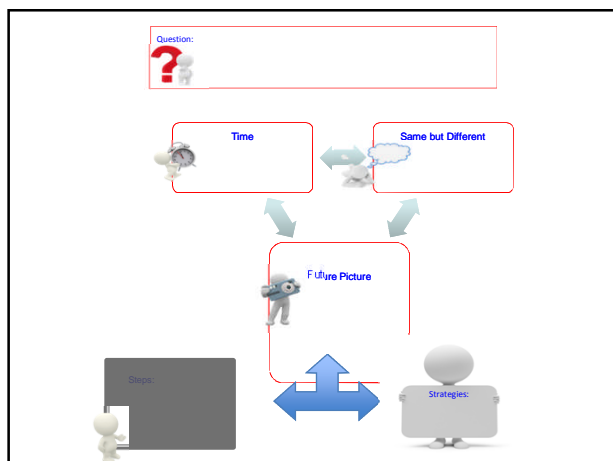 Question:
Time
Same but Different
Future Picture
Steps:
Strategies: